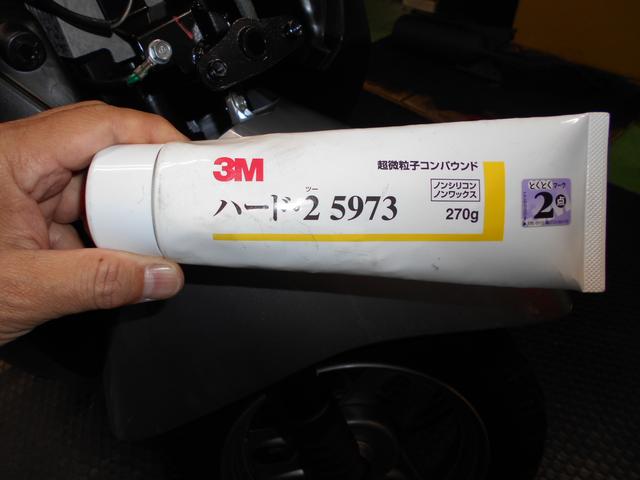 3M
超微粒子コンパウンド
ツー
ハード・2 5973
ノンシリコン
ノンワックス
270g
とくとくマーク
2点